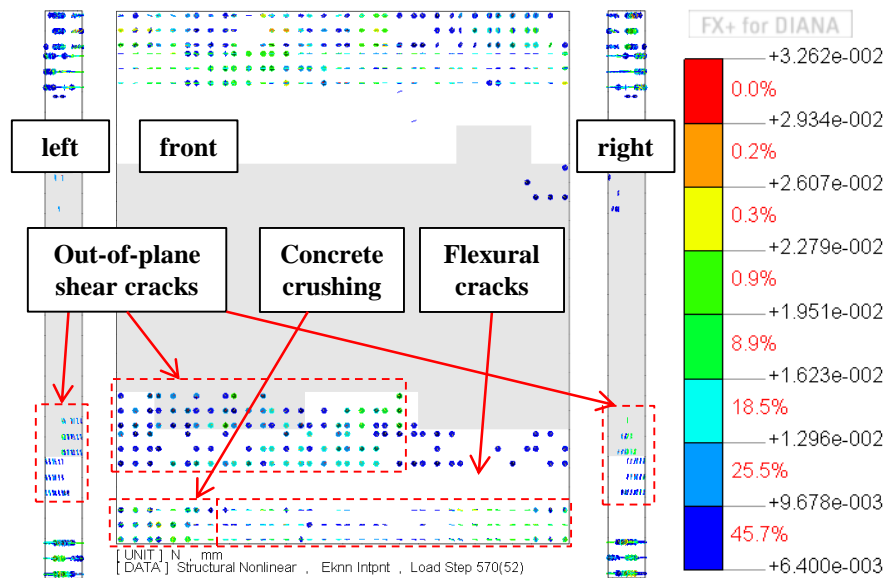 FX+ for DIANA
+3.262e-002
0.0%
+2.934e-002
0.2%
+2.607e-002
0.3%
+2.279e-002
0.9%
+1.951e-002
8.9%
+1.623e-002
18.5%
+1.296e-002
25.5%
+9.678e-003
45.7%
+6.400e-003
left
front
right
Out-of-plane
shear cracks
Concrete
crushing
Flexural
cracks
[ UNIT ] N , mm
[ DATA ] Structural Nonlinear , Eknn Intpnt , Load Step 570(52)